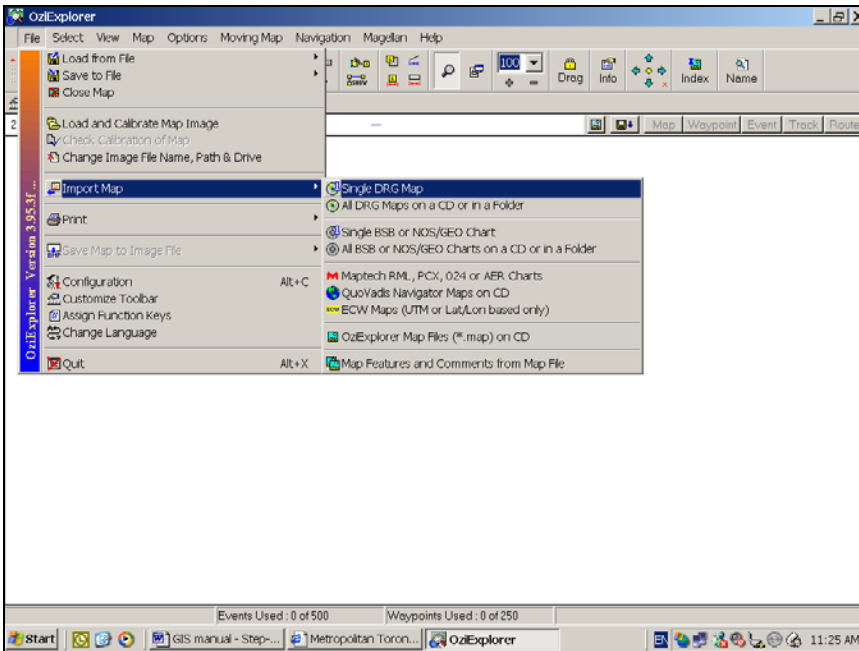 OziExplorer
File Select View Map Options Moving Map Navigation Magellan Help
Load from File
Save to File
Close Map
Load and Calibrate Map Image
Check Calibration of Map
Change Image File Name, Path & Drive
Import Map
Print
Save Map to Image File
Configuration Alt+C
Customize Toolbar
Assign Function Keys
Change Language
Quit Alt+X
OziExplorer Version 3.95.3f ...
100
Drag Info Index Name
Map Waypoint Event Track Route
Single DRG Map
All DRG Maps on a CD or in a Folder
Single BSB or NOS/GEO Chart
All BSB or NOS/GEO Charts on a CD or in a Folder
Maptech RML, PCX, 024 or AER Charts
QuoVadis Navigator Maps on CD
ECW Maps (UTM or Lat/Lon based only)
OziExplorer Map Files (*.map) on CD
Map Features and Comments from Map File
Events Used : 0 of 500 Waypoints Used : 0 of 250
Start GIS manual - Step-... Metropolitan Toron... OziExplorer EN 11:25 AM